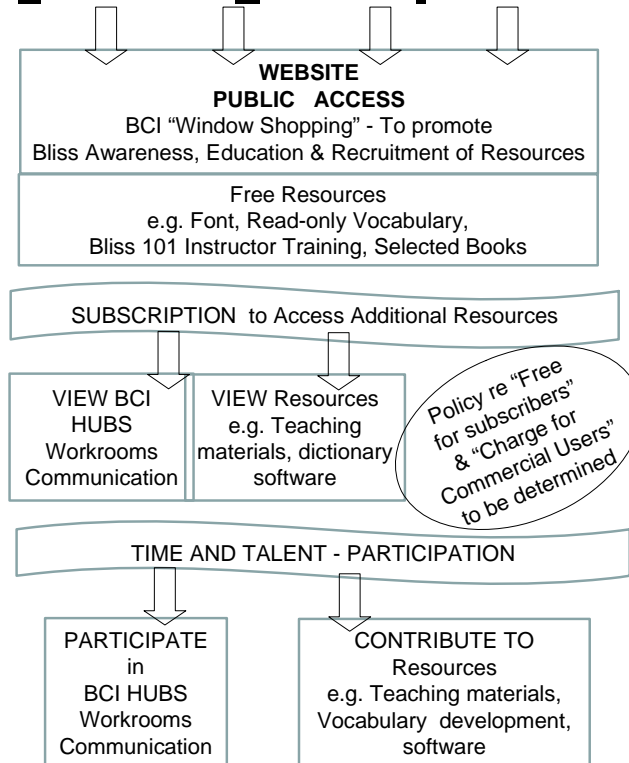 WEBSITE
PUBLIC ACCESS
BCI “Window Shopping” - To promote
Bliss Awareness, Education & Recruitment of Resources
Free Resources
e.g. Font, Read-only Vocabulary,
Bliss 101 Instructor Training, Selected Books
SUBSCRIPTION to Access Additional Resources
VIEW BCI
HUBS
Workrooms
Communication
VIEW Resources
e.g. Teaching
materials, dictionary
software
Policy re “Free
for subscribers”
& “Charge for
Commercial Users”
to be determined
TIME AND TALENT - PARTICIPATION
PARTICIPATE
in
BCI HUBS
Workrooms
Communication
CONTRIBUTE TO
Resources
e.g. Teaching materials,
Vocabulary development,
software